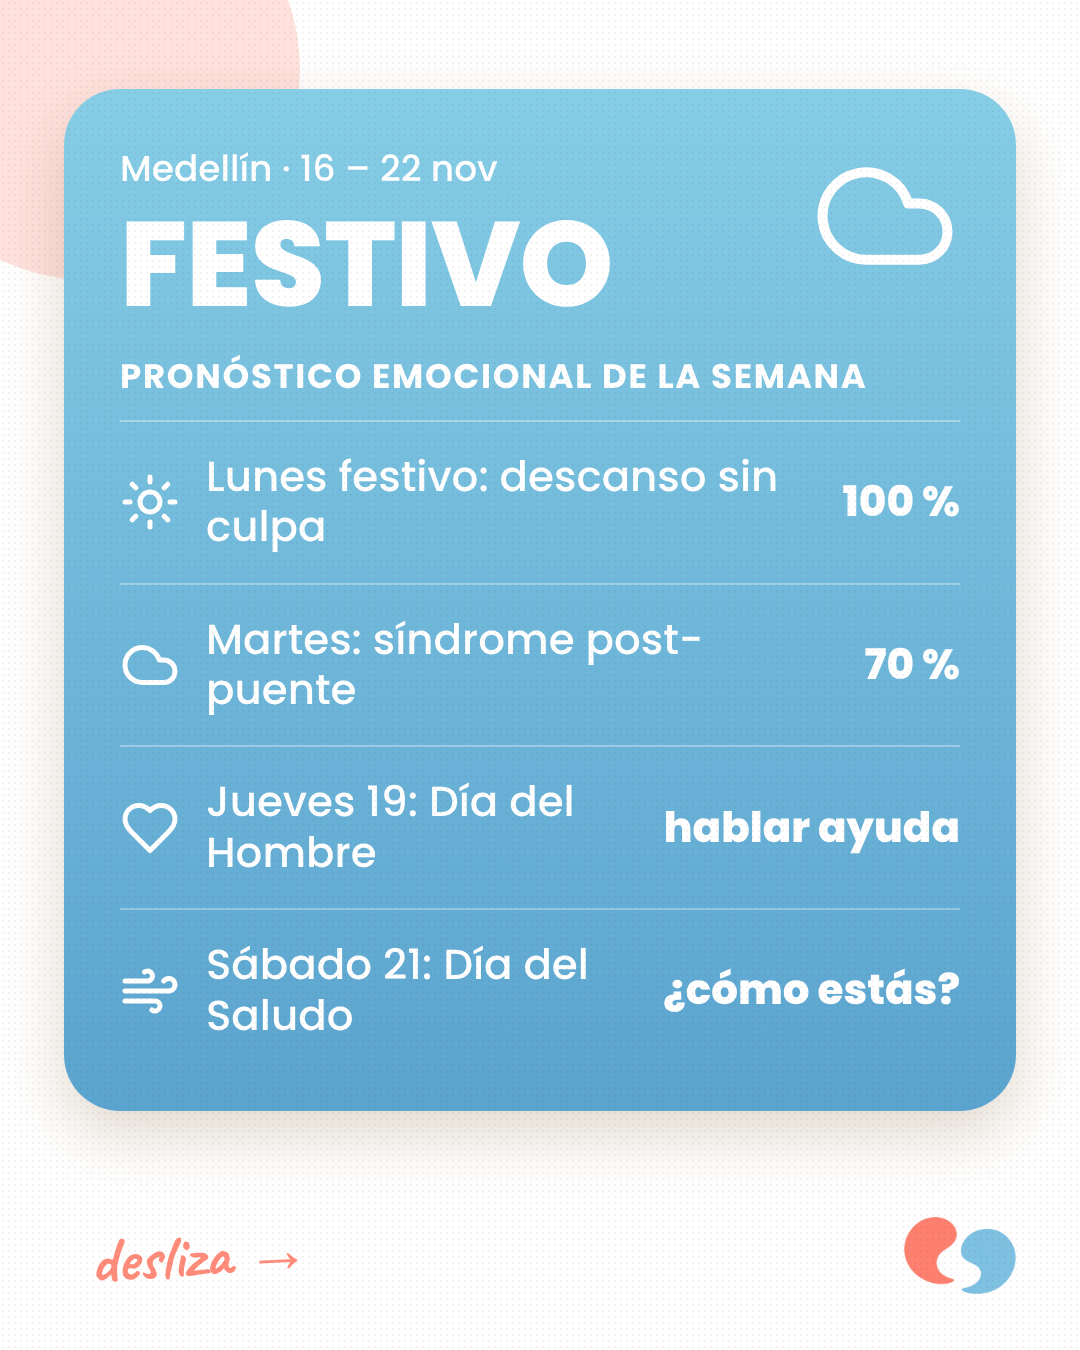 Medellín · 16 – 22 nov
FESTIVO
PRONÓSTICO EMOCIONAL DE LA SEMANA
Lunes festivo: descanso sin
culpa
100 %
Martes: síndrome post-
puente
70 %
Jueves 19: Día del
Hombre
hablar ayuda
Sábado 21: Día del
Saludo
¿cómo estás?
desliza →